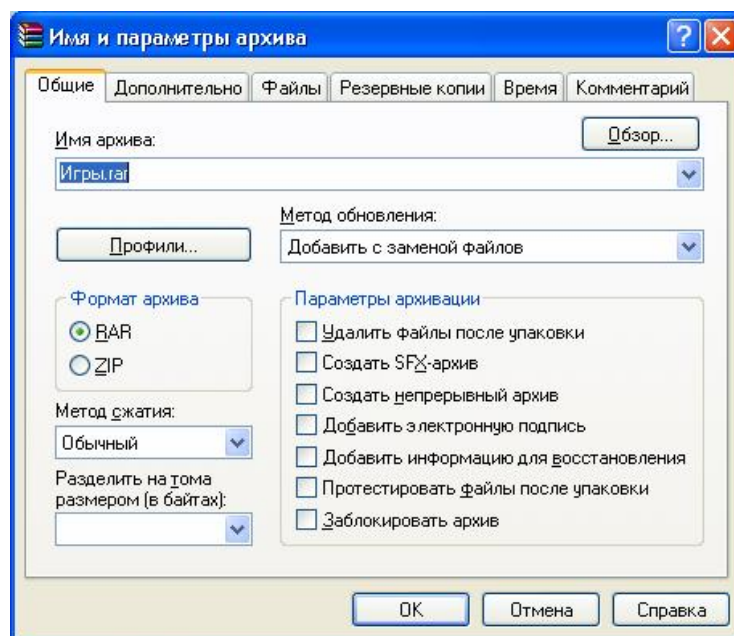 Имя и параметры архива
Общие Дополнительно Файлы Резервные копии Время Комментарий
Имя архива:
Обзор...
Игры.rar
Метод обновления:
Профили...
Добавить с заменой файлов
Формат архива
RAR
ZIP
Метод сжатия:
Обычный
Разделить на тома
размером (в байтах):
Параметры архивации
Удалить файлы после упаковки
Создать SFX-архив
Создать непрерывный архив
Добавить электронную подпись
Добавить информацию для восстановления
Протестировать файлы после упаковки
Заблокировать архив
OK Отмена Справка